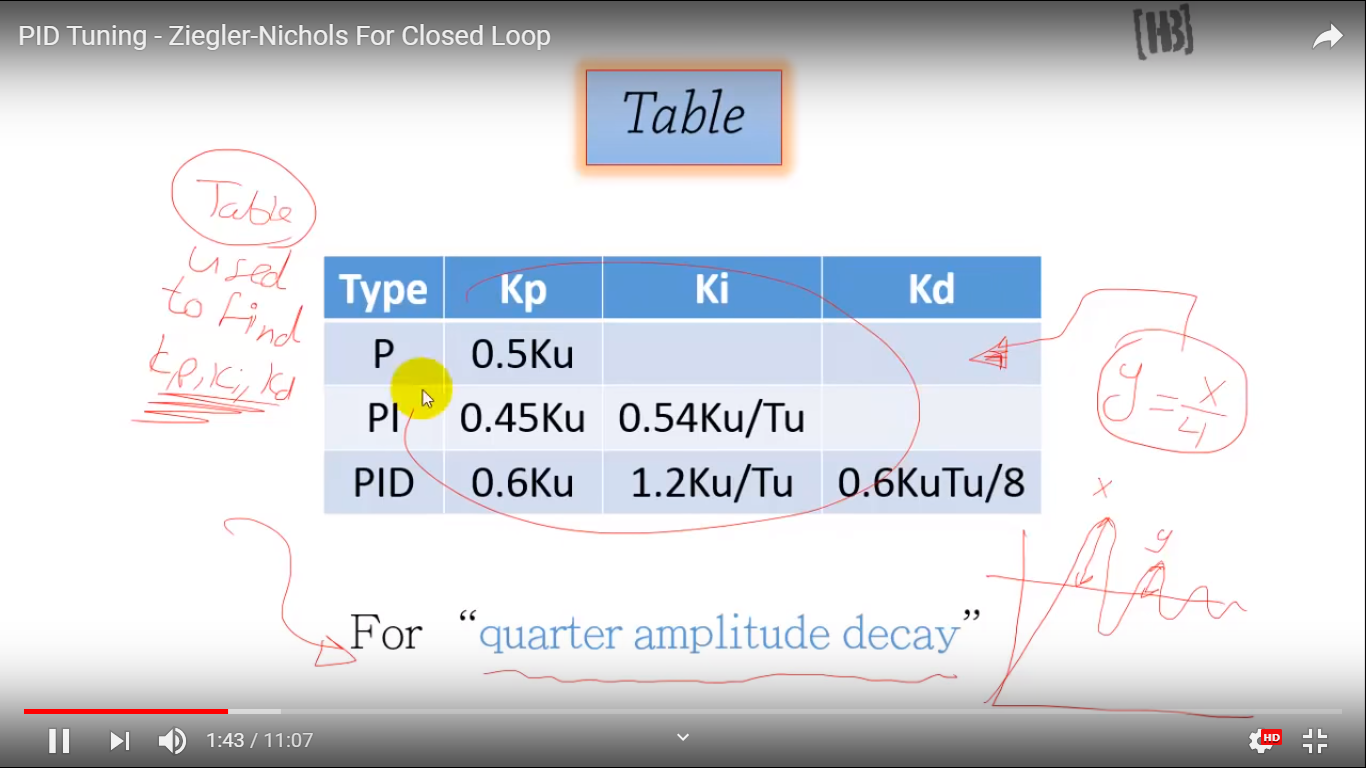 PID Tuning - Ziegler-Nichols For Closed Loop
[HB]
Table
Table
used
to find
kp, Ki, Kd
Type Kp Ki Kd
P 0.5Ku
PI 0.45Ku 0.54Ku/Tu
PID 0.6Ku 1.2Ku/Tu 0.6KuTu/8
y = x/4
x
y
For “quarter amplitude decay”
1:43 / 11:07
HD